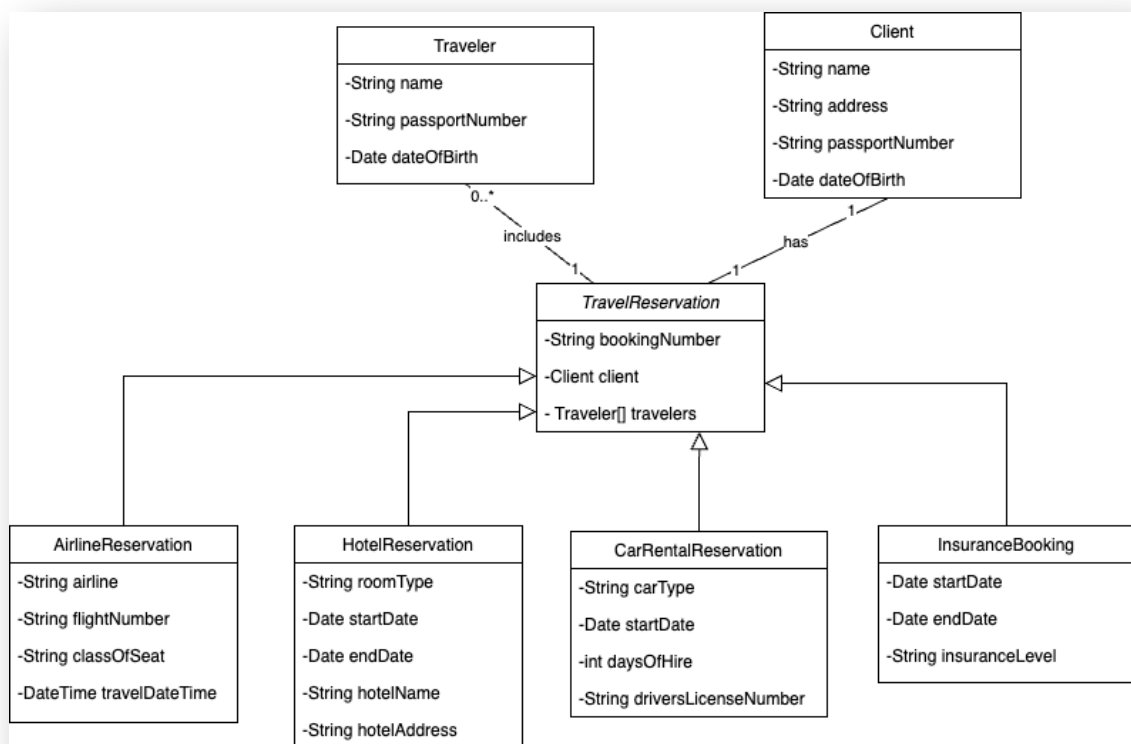 Traveler
-String name
-String passportNumber
-Date dateOfBirth
Client
-String name
-String address
-String passportNumber
-Date dateOfBirth
0..*
includes
1
1
has
1
TravelReservation
-String bookingNumber
-Client client
- Traveler[] travelers
AirlineReservation
-String airline
-String flightNumber
-String classOfSeat
-DateTime travelDateTime
HotelReservation
-String roomType
-Date startDate
-Date endDate
-String hotelName
-String hotelAddress
CarRentalReservation
-String carType
-Date startDate
-int daysOfHire
-String driversLicenseNumber
InsuranceBooking
-Date startDate
-Date endDate
-String insuranceLevel